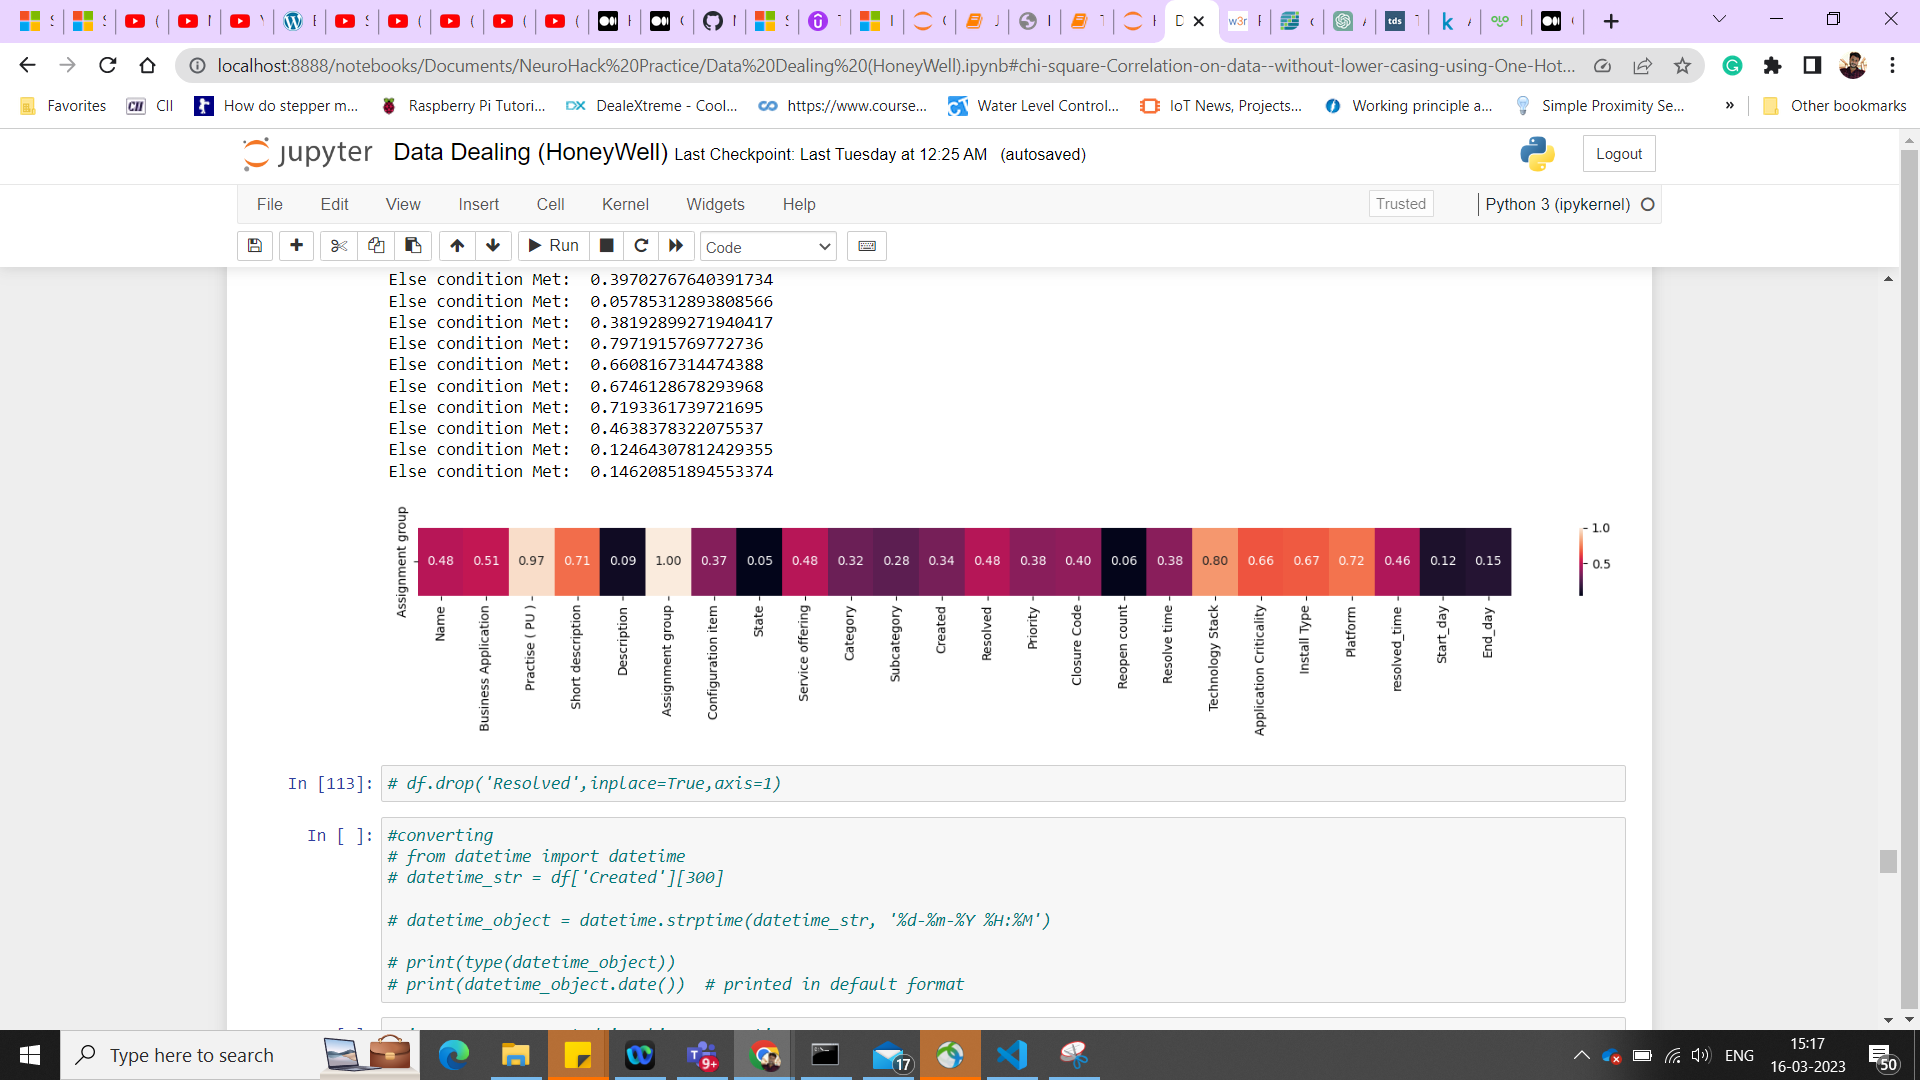 localhost:8888/notebooks/Documents/NeuroHack%20Practice/Data%20Dealing%20(HoneyWell).ipynb#chi-square-Correlation-on-data--without-lower-casing-using-One-Hot...
Favorites CII How do stepper m... Raspberry Pi Tutori... DealeXtreme - Cool... https://www.course... Water Level Control... IoT News, Projects... Working principle a... Simple Proximity Se... » Other bookmarks
jupyter Data Dealing (HoneyWell) Last Checkpoint: Last Tuesday at 12:25 AM (autosaved) Logout
File Edit View Insert Cell Kernel Widgets Help Trusted Python 3 (ipykernel)
Run Code
Else condition Met: 0.39702767640391734
Else condition Met: 0.05785312893808566
Else condition Met: 0.38192899271940417
Else condition Met: 0.7971915769772736
Else condition Met: 0.6608167314474388
Else condition Met: 0.6746128678293968
Else condition Met: 0.7193361739721695
Else condition Met: 0.4638378322075537
Else condition Met: 0.12464307812429355
Else condition Met: 0.14620851894553374
Assignment group
0.48 0.51 0.97 0.71 0.09 1.00 0.37 0.05 0.48 0.32 0.28 0.34 0.48 0.38 0.40 0.06 0.38 0.80 0.66 0.67 0.72 0.46 0.12 0.15
1.0
0.5
Name
Business Application
Practise ( PU )
Short description
Description
Assignment group
Configuration item
State
Service offering
Category
Subcategory
Created
Resolved
Priority
Closure Code
Reopen count
Resolve time
Technology Stack
Application Criticality
Install Type
Platform
resolved_time
Start_day
End_day
In [113]: # df.drop('Resolved',inplace=True,axis=1)
In [ ]: #converting
# from datetime import datetime
# datetime_str = df['Created'][300]
# datetime_object = datetime.strptime(datetime_str, '%d-%m-%Y %H:%M')
# print(type(datetime_object))
# print(datetime_object.date()) # printed in default format
Type here to search 9+ 17 ENG 15:17
16-03-2023 50